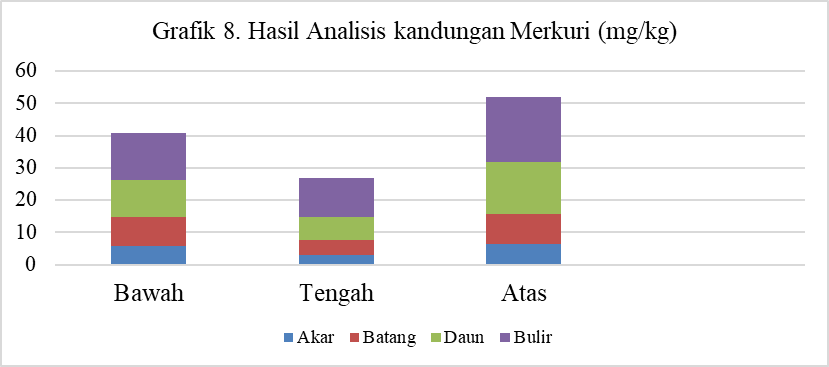 Grafik 8. Hasil Analisis kandungan Merkuri (mg/kg)
60
50
40
30
20
10
0
Bawah Tengah Atas
Akar Batang Daun Bulir